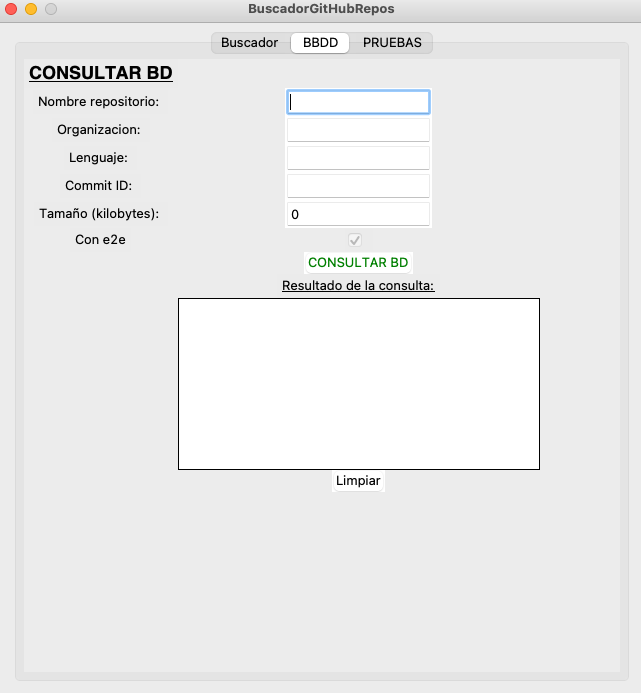 BuscadorGitHubRepos
Buscador BBDD PRUEBAS
CONSULTAR BD
Nombre repositorio:
Organizacion:
Lenguaje:
Commit ID:
Tamaño (kilobytes): 0
Con e2e
CONSULTAR BD
Resultado de la consulta:
Limpiar